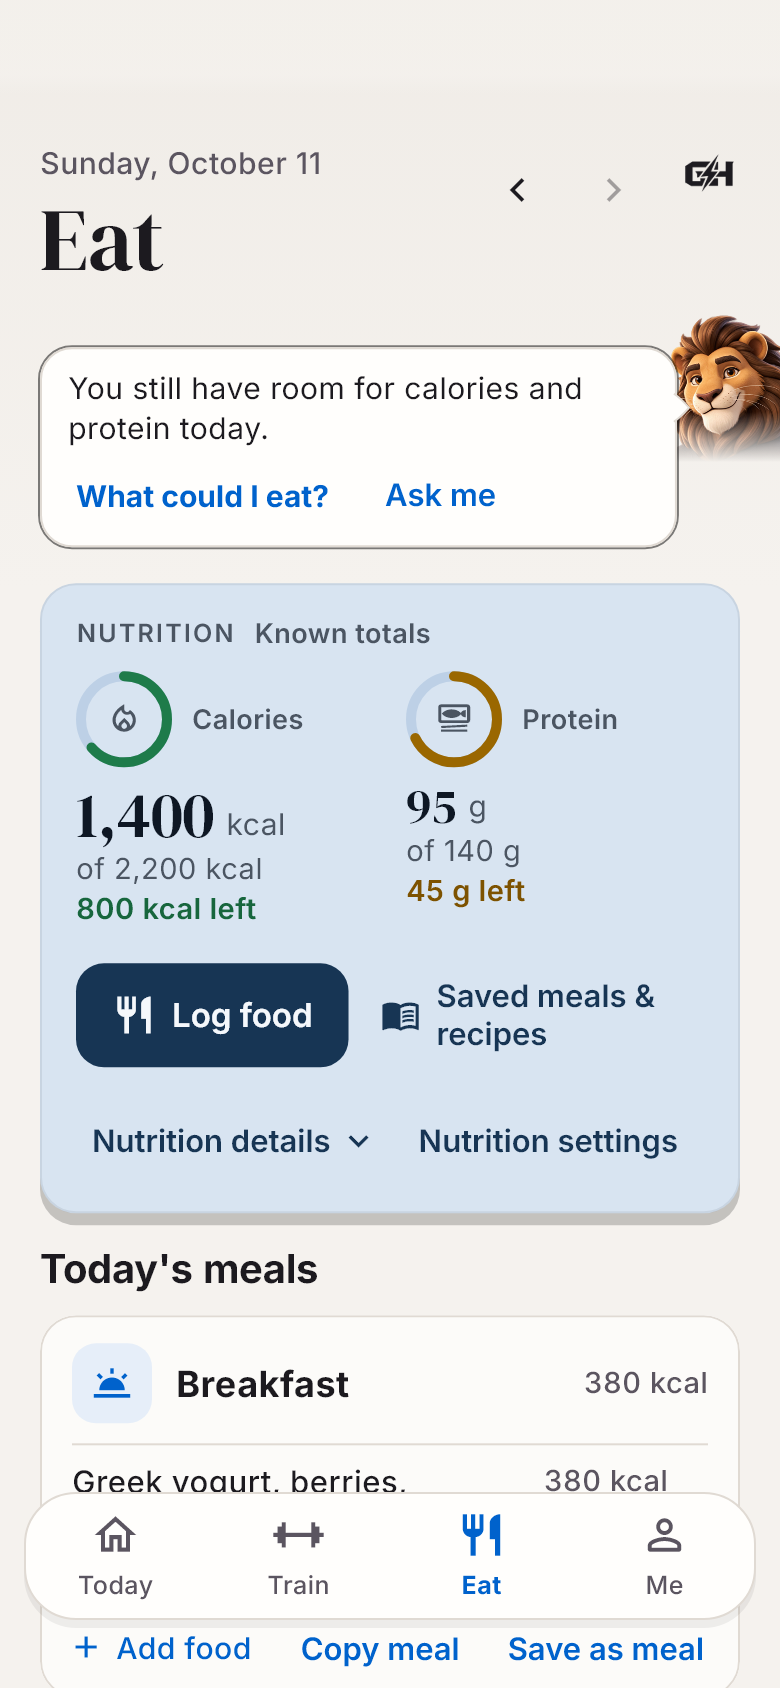 Sunday, October 11
GH
Eat
You still have room for calories and
protein today.
What could I eat? Ask me
NUTRITION Known totals
Calories Protein
1,400 kcal 95 g
of 2,200 kcal of 140 g
800 kcal left 45 g left
Log food Saved meals &
recipes
Nutrition details Nutrition settings
Today's meals
Breakfast 380 kcal
Greek yogurt, berries, 380 kcal
Today Train Eat Me
+ Add food Copy meal Save as meal